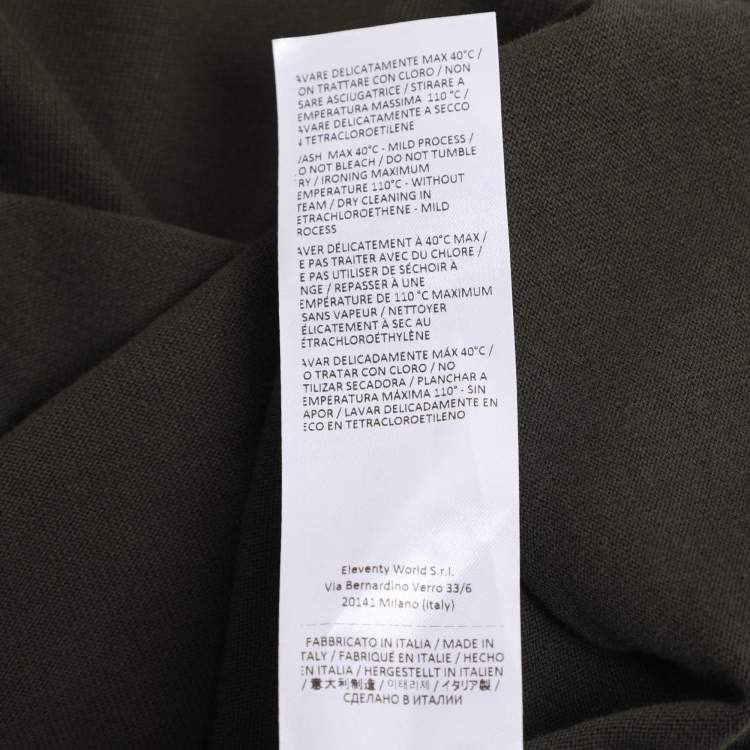 AVARE DELICATAMENTE MAX 40°C /
ON TRATTARE CON CLORO / NON
SARE ASCIUGATRICE / STIRARE A
EMPERATURA MASSIMA 110 °C /
AVARE DELICATAMENTE A SECCO
N TETRACLOROETILENE
ASH MAX 40°C - MILD PROCESS /
O NOT BLEACH / DO NOT TUMBLE
RY / IRONING MAXIMUM
EMPERATURE 110°C - WITHOUT
TEAM / DRY CLEANING IN
ETRACHLOROETHENE - MILD
ROCESS
AVER DÉLICATEMENT À 40°C MAX /
E PAS TRAITER AVEC DU CHLORE /
E PAS UTILISER DE SÉCHOIR À
NGE / REPASSER À UNE
EMPÉRATURE DE 110 °C MAXIMUM
SANS VAPEUR / NETTOYER
ÉLICATEMENT À SEC AU
ÉTRACHLOROÉTHYLÈNE
AVAR DELICADAMENTE MÁX 40°C /
O TRATAR CON CLORO / NO
TILIZAR SECADORA / PLANCHAR A
EMPERATURA MÁXIMA 110° - SIN
APOR / LAVAR DELICADAMENTE EN
ECO EN TETRACLOROETILENO
Eleventy World S.r.l.
Via Bernardino Verro 33/6
20141 Milano (italy)
FABBRICATO IN ITALIA / MADE IN
ITALY / FABRIQUÉ EN ITALIE / HECHO
EN ITALIA / HERGESTELLT IN ITALIEN
/ 意大利制造 / 이태리제 / イタリア製 /
СДЕЛАНО В ИТАЛИИ